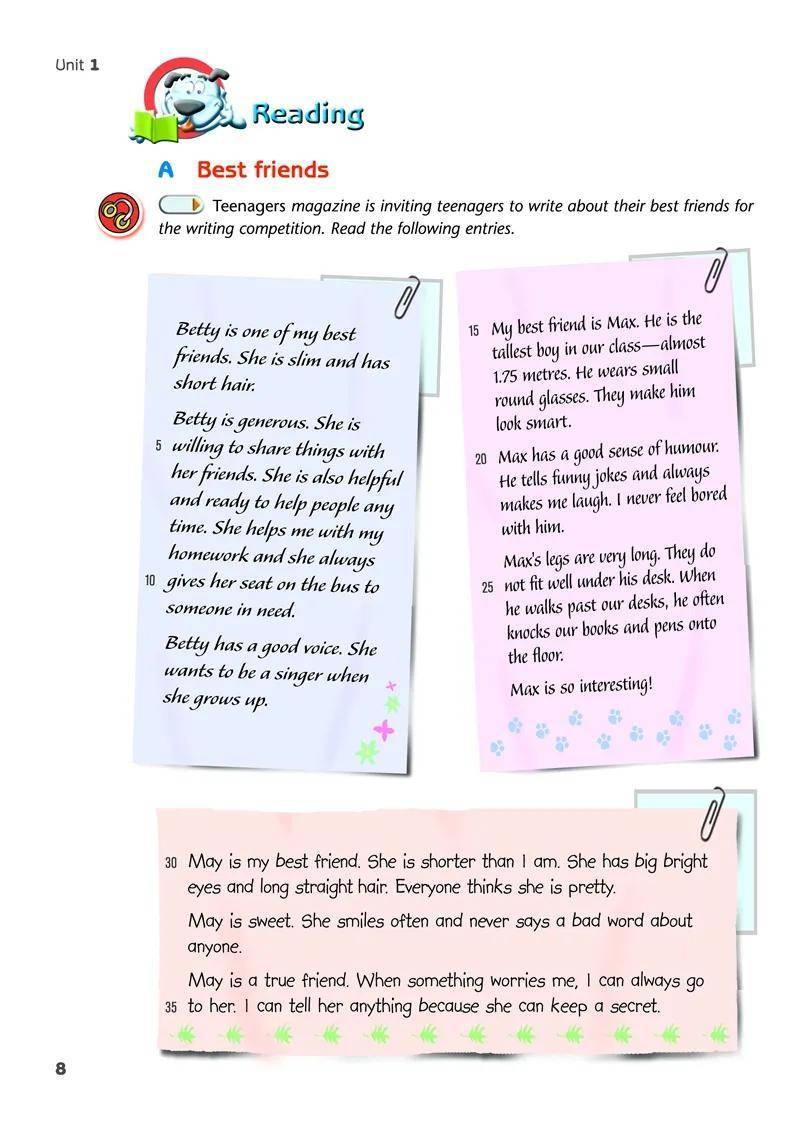 Unit 1
Reading
A Best friends
Teenagers magazine is inviting teenagers to write about their best friends for
the writing competition. Read the following entries.
Betty is one of my best
friends. She is slim and has
short hair.
Betty is generous. She is
5 willing to share things with
her friends. She is also helpful
and ready to help people any
time. She helps me with my
homework and she always
10 gives her seat on the bus to
someone in need.
Betty has a good voice. She
wants to be a singer when
she grows up.
15 My best friend is Max. He is the
tallest boy in our class—almost
1.75 metres. He wears small
round glasses. They make him
look smart.
20 Max has a good sense of humour.
He tells funny jokes and always
makes me laugh. I never feel bored
with him.
Max's legs are very long. They do
25 not fit well under his desk. When
he walks past our desks, he often
knocks our books and pens onto
the floor.
Max is so interesting!
30 May is my best friend. She is shorter than I am. She has big bright
eyes and long straight hair. Everyone thinks she is pretty.
May is sweet. She smiles often and never says a bad word about
anyone.
May is a true friend. When something worries me, I can always go
35 to her. I can tell her anything because she can keep a secret.
8